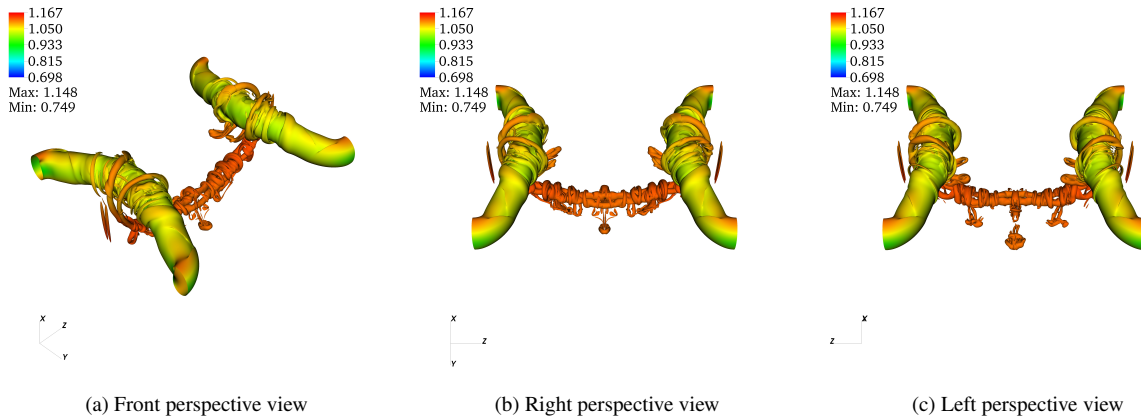 1.167
1.050
0.933
0.815
0.698
Max: 1.148
Min: 0.749
X
Z
Y
(a) Front perspective view
1.167
1.050
0.933
0.815
0.698
Max: 1.148
Min: 0.749
X
Z
Y
(b) Right perspective view
1.167
1.050
0.933
0.815
0.698
Max: 1.148
Min: 0.749
Z
(c) Left perspective view